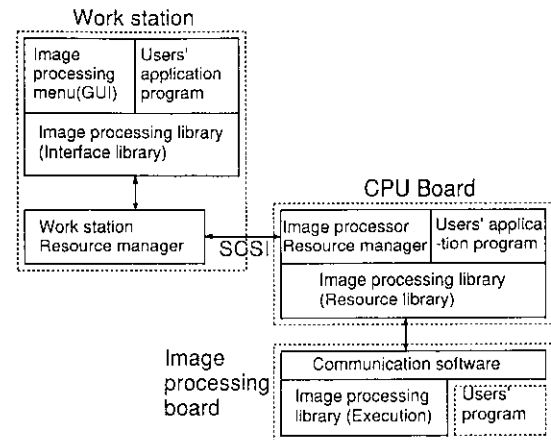 Work station
Image
processing
menu(GUI)
Users'
application
program
Image processing library
(Interface library)
Work station
Resource manager
SCSI
CPU Board
Image processor
Resource manager
Users' applica
-tion program
Image processing library
(Resource library)
Image
processing
board
Communication software
Image processing
library (Execution)
Users'
program